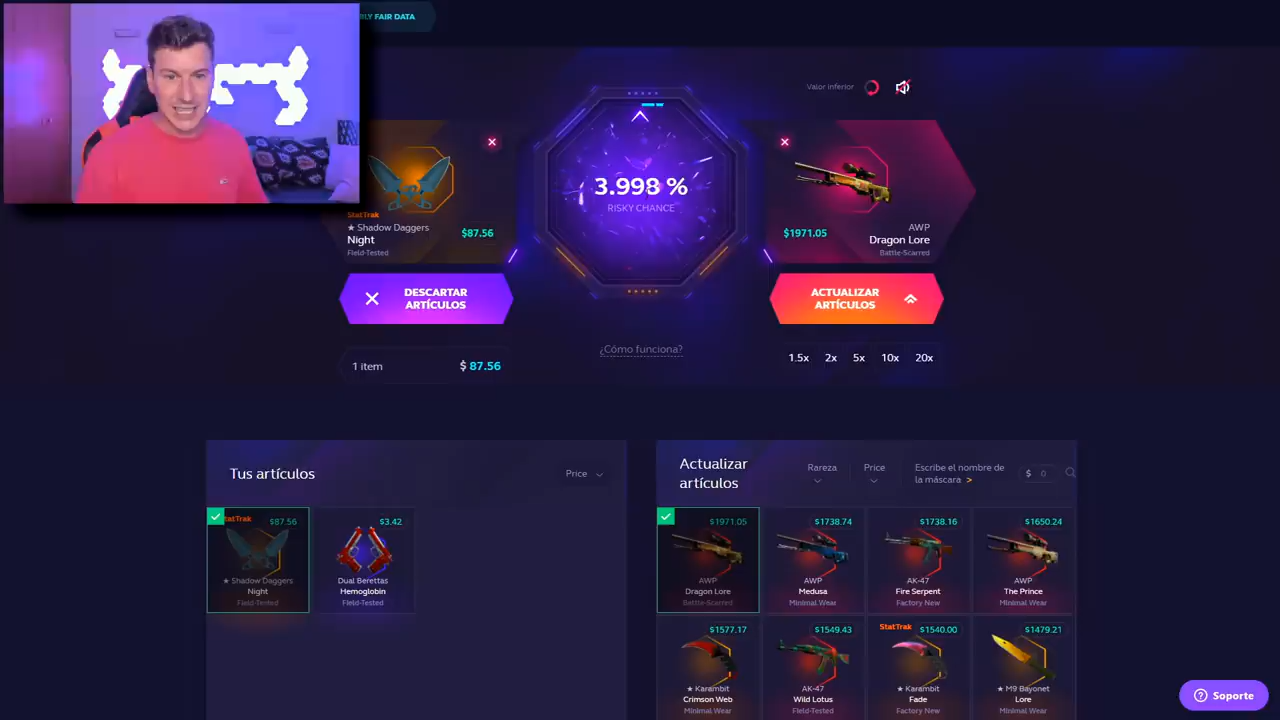 RLY FAIR DATA
Valor inferior
3.998 %
RISKY CHANCE
StatTrak
★ Shadow Daggers
Night
Field-Tested
$87.56
$1971.05
AWP
Dragon Lore
Battle-Scarred
DESCARTAR
ARTÍCULOS
ACTUALIZAR
ARTÍCULOS
¿Cómo funciona?
1 item
$ 87.56
1.5x 2x 5x 10x 20x
Tus artículos
Price
Actualizar
artículos
Rareza
Price
Escribe el nombre de
la máscara >
$ 0
tatTrak
$87.56
★ Shadow Daggers
Night
Field-Tested
$3.42
Dual Berettas
Hemoglobin
Field-Tested
$1971.05
AWP
Dragon Lore
Battle-Scarred
$1738.74
AWP
Medusa
Minimal Wear
$1738.16
AK-47
Fire Serpent
Factory New
$1650.24
AWP
The Prince
Minimal Wear
$1577.17
★ Karambit
Crimson Web
Minimal Wear
$1549.43
AK-47
Wild Lotus
Field-Tested
StatTrak
$1540.00
★ Karambit
Fade
Factory New
$1479.21
★ M9 Bayonet
Lore
Minimal Wear
Soporte